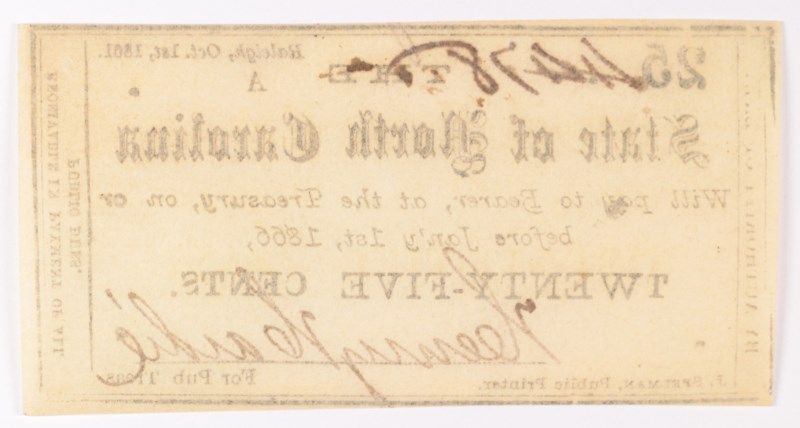 Raleigh, Oct. 1st, 1861.
25
THE
A
State of North Carolina
Will pay to Bearer, at the Treasury, on or
before Jan'y 1st, 1866,
TWENTY-FIVE CENTS.
For Pub Treas
J. SPELMAN, Public Printer.
RECEIVABLE IN PAYMENT OF ALL
PUBLIC DUES.